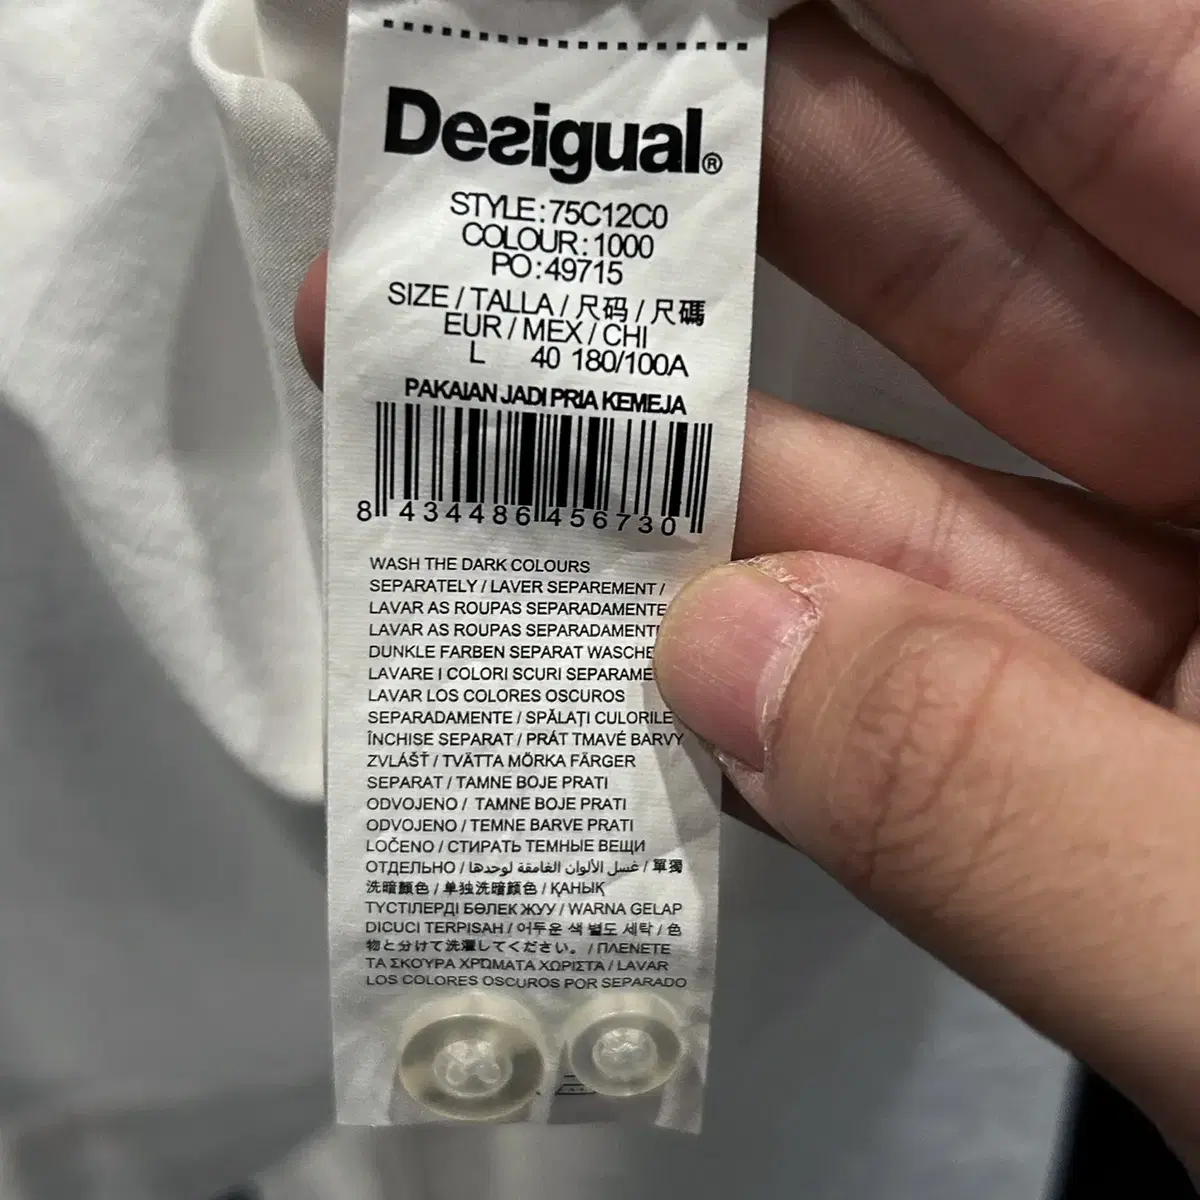 Desigual®
STYLE:75C12C0
COLOUR:1000
PO:49715
SIZE / TALLA / 尺码 / 尺碼
EUR / MEX / CHI
L 40 180/100A
PAKAIAN JADI PRIA KEMEJA
8 434486 456730
WASH THE DARK COLOURS
SEPARATELY / LAVER SEPAREMENT /
LAVAR AS ROUPAS SEPARADAMENTE
LAVAR AS ROUPAS SEPARADAMENTE
DUNKLE FARBEN SEPARAT WASCHE
LAVARE I COLORI SCURI SEPARAME
LAVAR LOS COLORES OSCUROS
SEPARADAMENTE / SPĂLAȚI CULORILE
ÎNCHISE SEPARAT / PRÁT TMAVÉ BARVY
ZVLÁŠŤ / TVÄTTA MÖRKA FÄRGER
SEPARAT / TAMNE BOJE PRATI
ODVOJENO / TAMNE BOJE PRATI
ODVOJENO / TEMNE BARVE PRATI
LOČENO / СТИРАТЬ ТЕМНЫЕ ВЕЩИ
ОТДЕЛЬНО / غسل الألوان الغامقة لوحدها / 單獨
洗暗顏色 / 单独洗暗颜色 / ҚАНЫҚ
ТҮСТІЛЕРДІ БӨЛЕК ЖУУ / WARNA GELAP
DICUCI TERPISAH / 어두운 색 별도 세탁 / 色
物と分けて洗濯してください。 / ΠΛΕΝΕΤΕ
ΤΑ ΣΚΟΥΡΑ ΧΡΩΜΑΤΑ ΧΩΡΙΣΤΑ / LAVAR
LOS COLORES OSCUROS POR SEPARADO